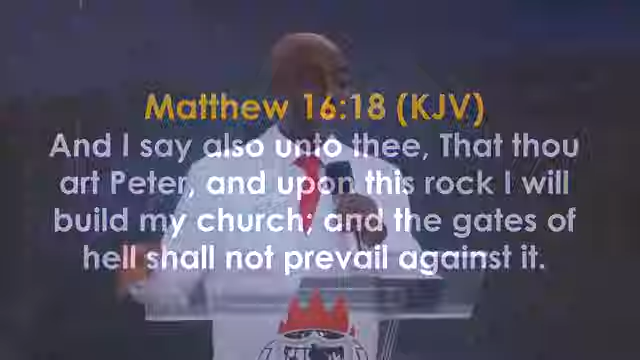 Matthew 16:18 (KJV)
And I say also unto thee, That thou
art Peter, and upon this rock I will
build my church; and the gates of
hell shall not prevail against it.